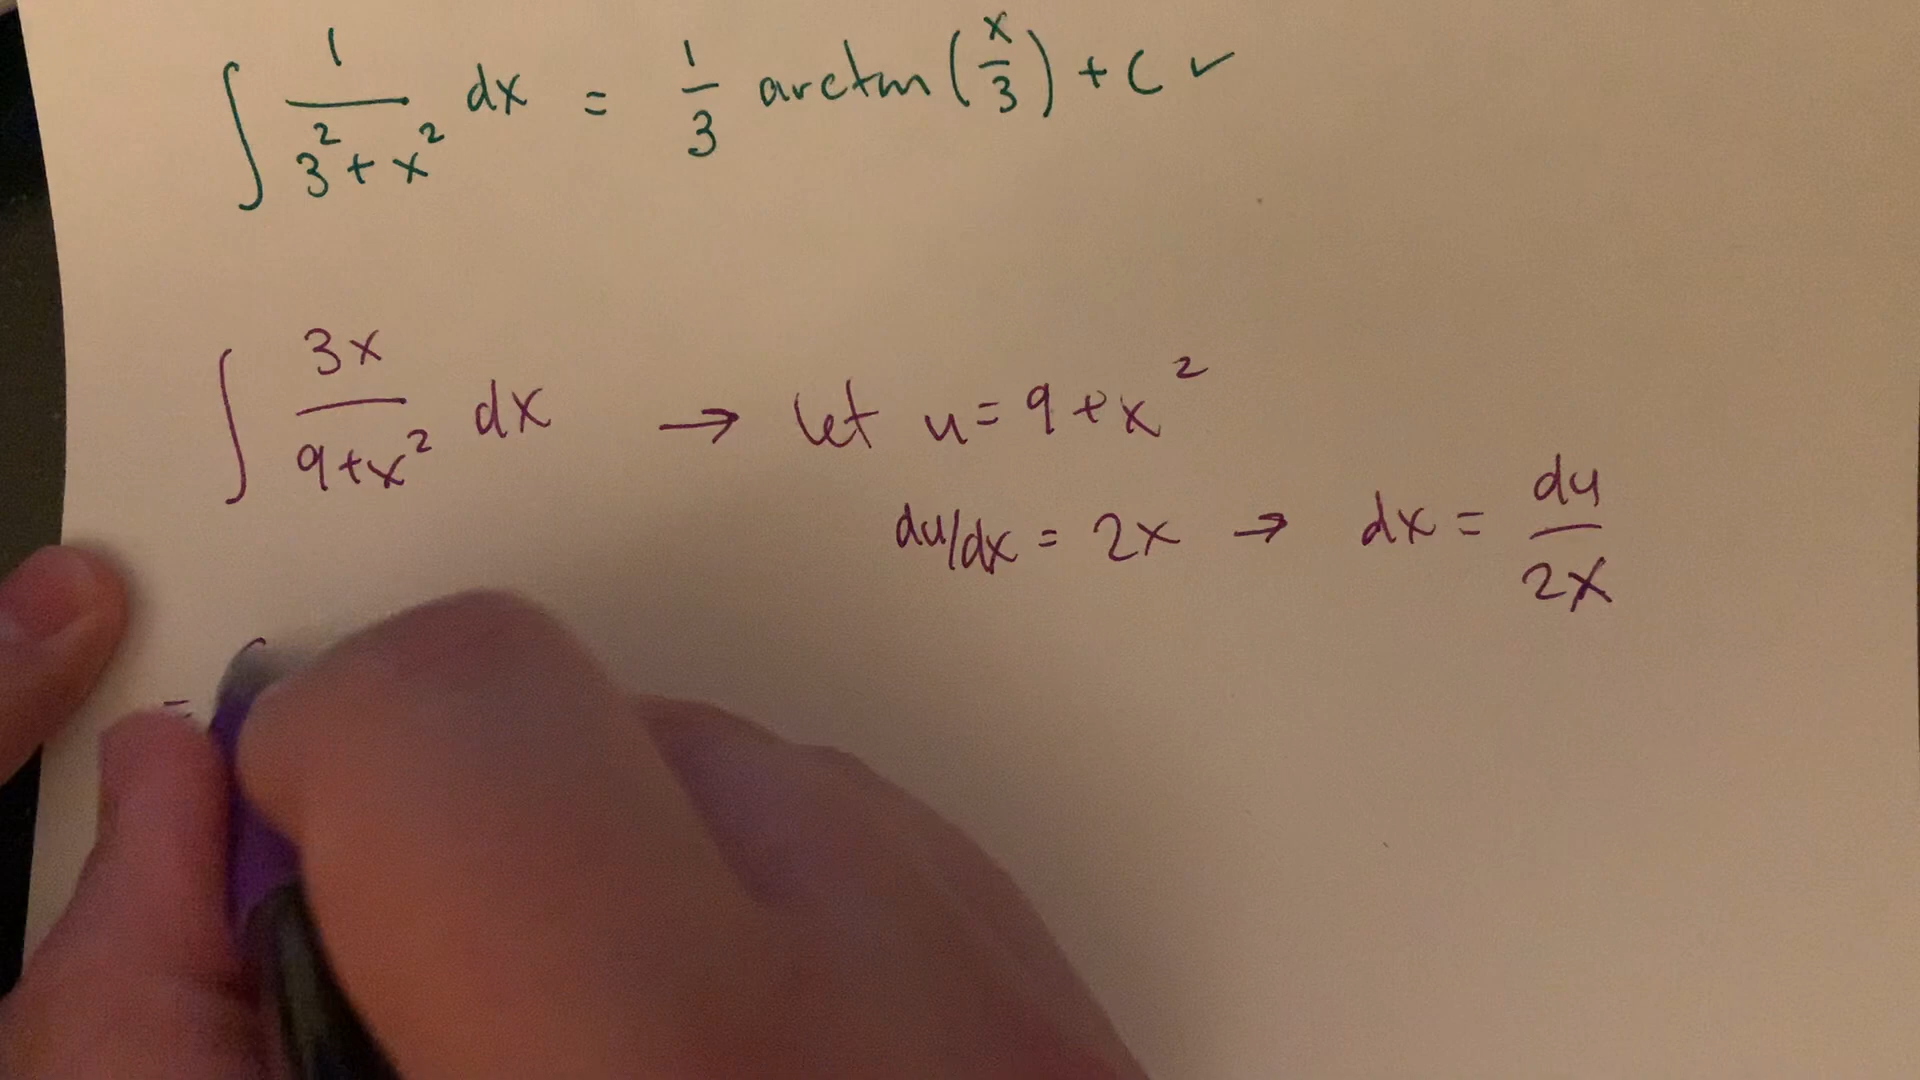 ∫ 1/(3² + x²) dx = 1/3 arctan(x/3) + C ✓
∫ 3x/(9+x²) dx → let u = 9 + x²
du/dx = 2x → dx = du/2x
= ∫